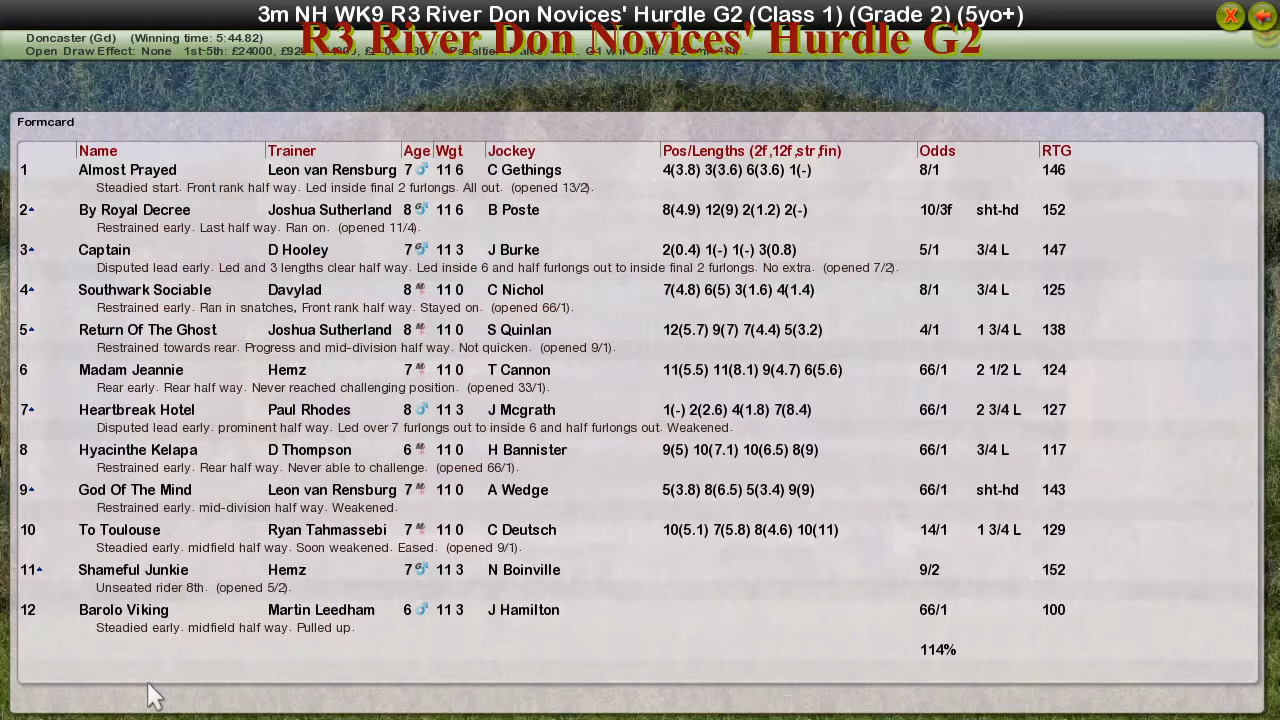 3m NH WK9 R3 River Don Novices' Hurdle G2 (Class 1) (Grade 2) (5yo+)
R3 River Don Novices' Hurdle G2
Doncaster (Gd) (Winning time: 5:44.82)
Open Draw Effect: None 1st-5th: £24000,
Formcard
Name Trainer Age Wgt Jockey Pos/Lengths (2f,12f,str,fin) Odds RTG
1 Almost Prayed Leon van Rensburg 7 11 6 C Gethings 4(3.8) 3(3.6) 6(3.6) 1(-) 8/1 146
Steadied start. Front rank half way. Led inside final 2 furlongs. All out. (opened 13/2).
2 By Royal Decree Joshua Sutherland 8 11 6 B Poste 8(4.9) 12(9) 2(1.2) 2(-) 10/3f sht-hd 152
Restrained early. Last half way. Ran on. (opened 11/4).
3 Captain D Hooley 7 11 3 J Burke 2(0.4) 1(-) 1(-) 3(0.8) 5/1 3/4 L 147
Disputed lead early. Led and 3 lengths clear half way. Led inside 6 and half furlongs out to inside final 2 furlongs. No extra. (opened 7/2).
4 Southwark Sociable Davylad 8 11 0 C Nichol 7(4.8) 6(5) 3(1.6) 4(1.4) 8/1 3/4 L 125
Restrained early. Ran in snatches, Front rank half way. Stayed on. (opened 66/1).
5 Return Of The Ghost Joshua Sutherland 8 11 0 S Quinlan 12(5.7) 9(7) 7(4.4) 5(3.2) 4/1 1 3/4 L 138
Restrained towards rear. Progress and mid-division half way. Not quicken. (opened 9/1).
6 Madam Jeannie Hemz 7 11 0 T Cannon 11(5.5) 11(8.1) 9(4.7) 6(5.6) 66/1 2 1/2 L 124
Rear early. Rear half way. Never reached challenging position. (opened 33/1).
7 Heartbreak Hotel Paul Rhodes 8 11 3 J Mcgrath 1(-) 2(2.6) 4(1.8) 7(8.4) 66/1 2 3/4 L 127
Disputed lead early. prominent half way. Led over 7 furlongs out to inside 6 and half furlongs out. Weakened.
8 Hyacinthe Kelapa D Thompson 6 11 0 H Bannister 9(5) 10(7.1) 10(6.5) 8(9) 66/1 3/4 L 117
Restrained early. Rear half way. Never able to challenge. (opened 66/1).
9 God Of The Mind Leon van Rensburg 7 11 0 A Wedge 5(3.8) 8(6.5) 5(3.4) 9(9) 66/1 sht-hd 143
Restrained early. mid-division half way. Weakened.
10 To Toulouse Ryan Tahmassebi 7 11 0 C Deutsch 10(5.1) 7(5.8) 8(4.6) 10(11) 14/1 1 3/4 L 129
Steadied early. midfield half way. Soon weakened. Eased. (opened 9/1).
11 Shameful Junkie Hemz 7 11 3 N Boinville 9/2 152
Unseated rider 8th. (opened 5/2).
12 Barolo Viking Martin Leedham 6 11 3 J Hamilton 66/1 100
Steadied early. midfield half way. Pulled up.
114%